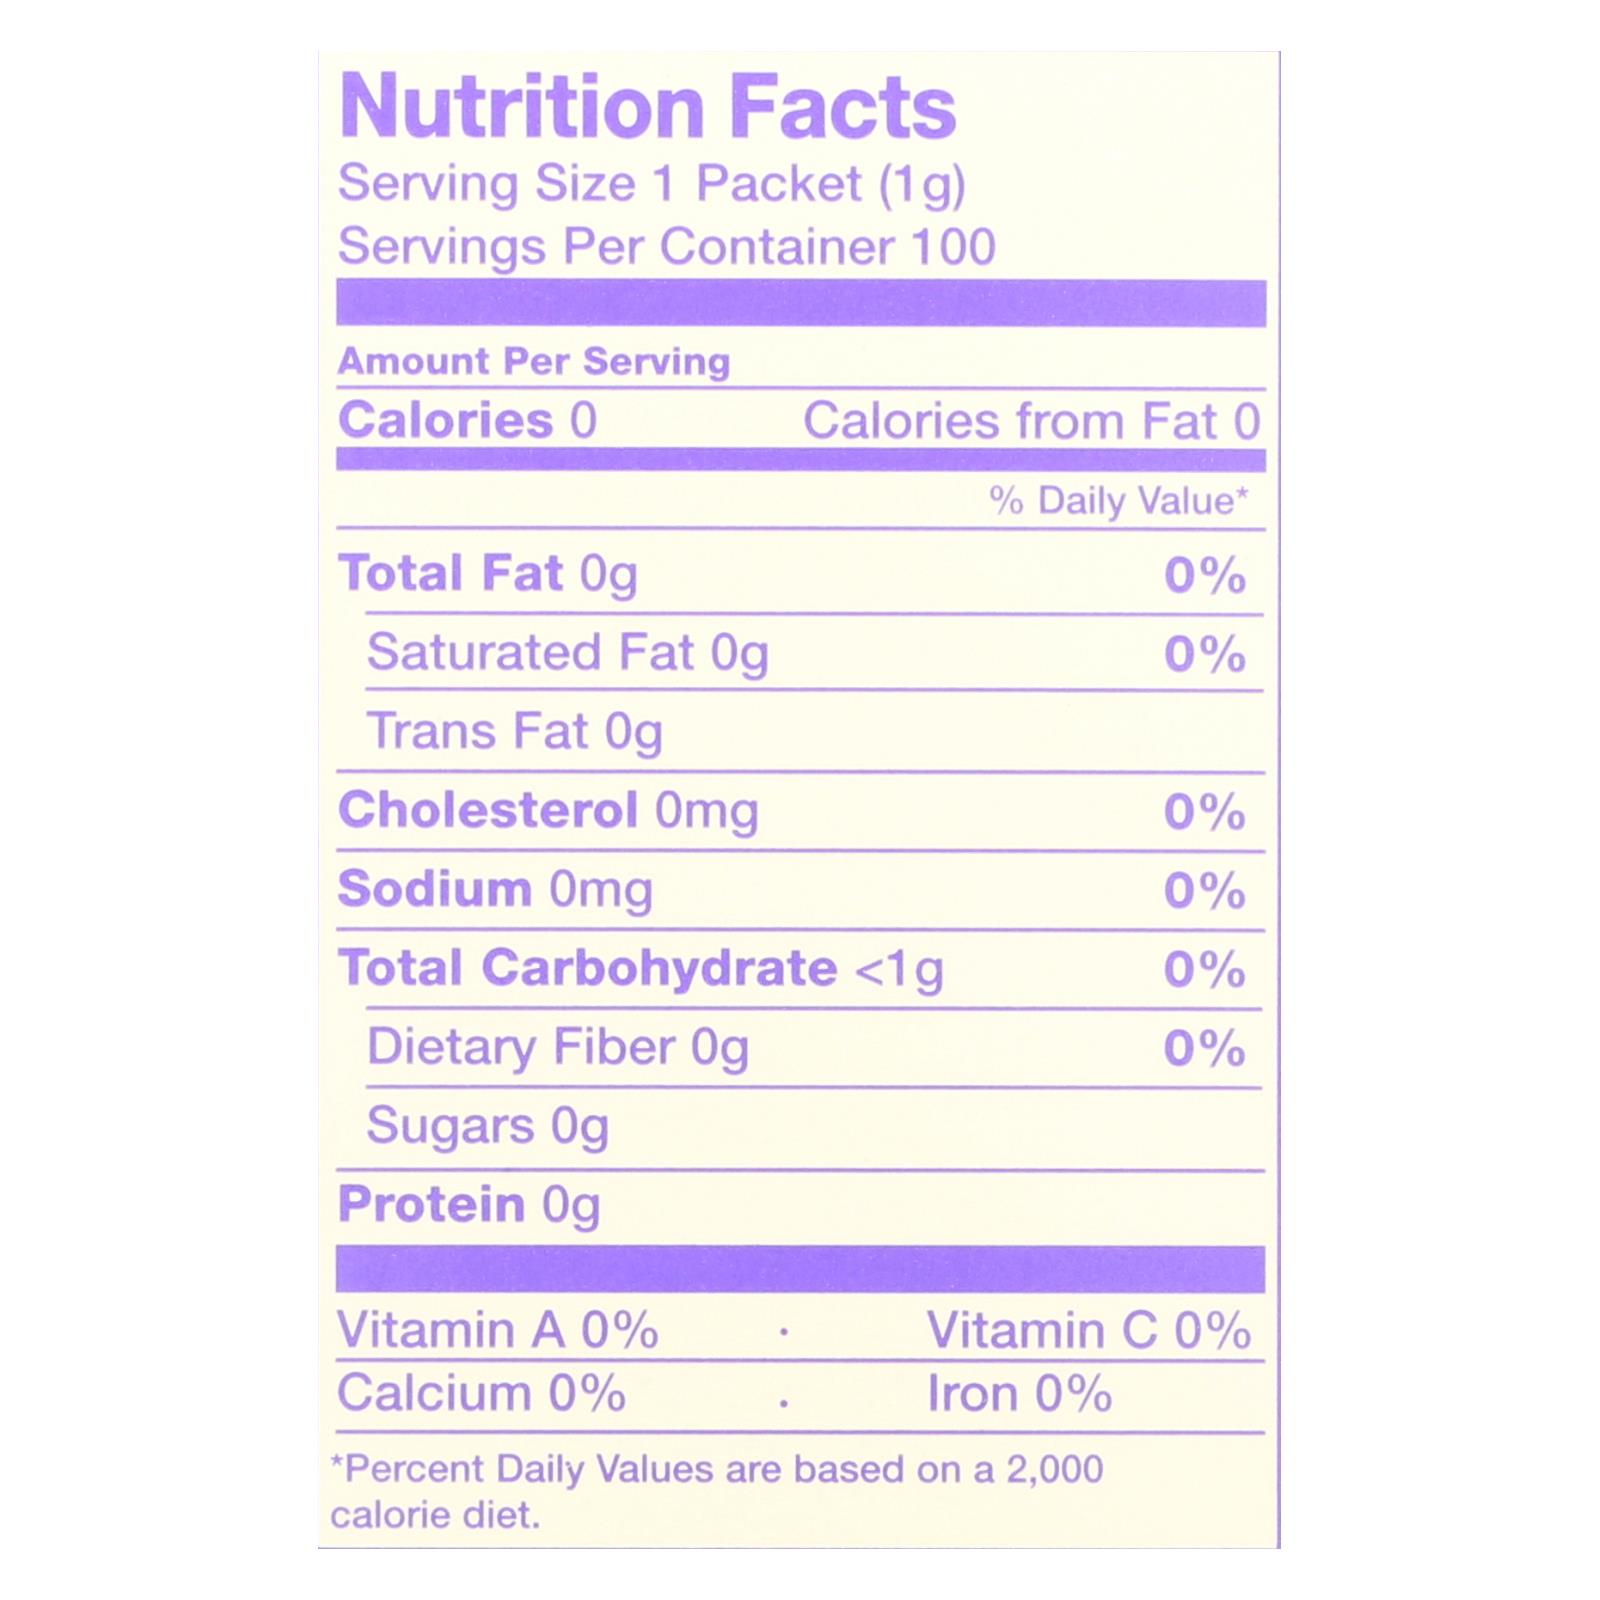 Nutrition Facts
Serving Size 1 Packet (1g)
Servings Per Container 100
Amount Per Serving
Calories 0 Calories from Fat 0
% Daily Value*
Total Fat 0g 0%
Saturated Fat 0g 0%
Trans Fat 0g
Cholesterol 0mg 0%
Sodium 0mg 0%
Total Carbohydrate <1g 0%
Dietary Fiber 0g 0%
Sugars 0g
Protein 0g
Vitamin A 0% · Vitamin C 0%
Calcium 0% · Iron 0%
*Percent Daily Values are based on a 2,000
calorie diet.